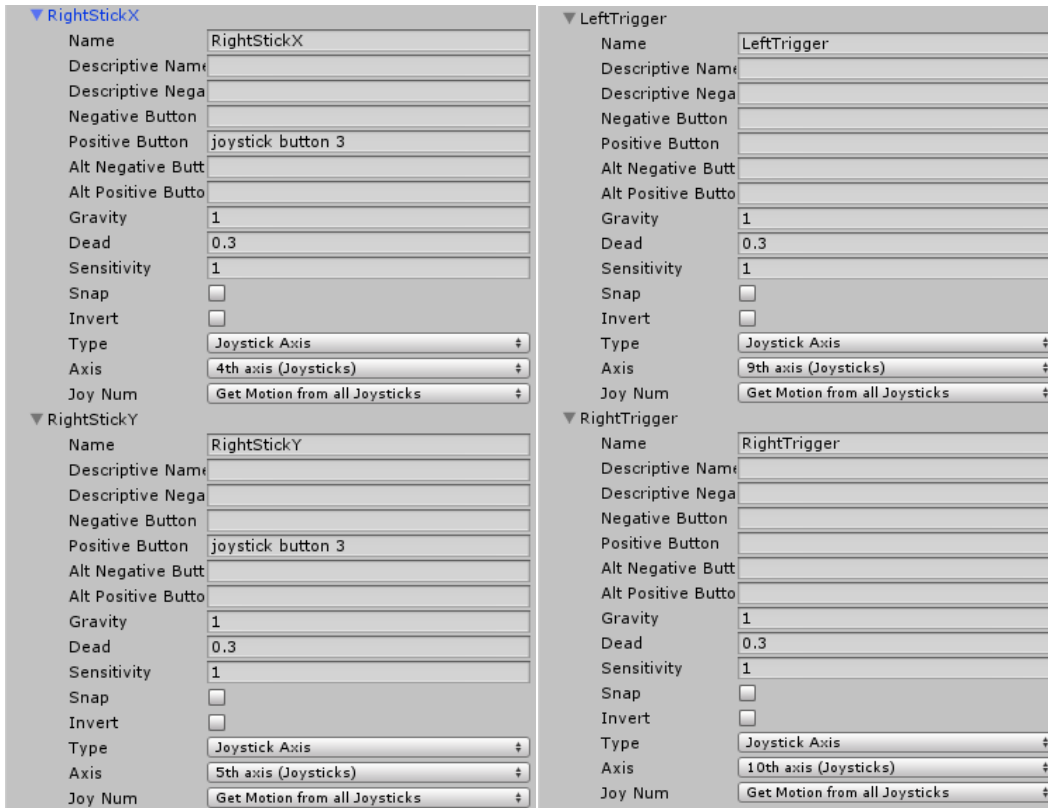 RightStickX
Name RightStickX
Descriptive Name
Descriptive Nega
Negative Button
Positive Button joystick button 3
Alt Negative Butt
Alt Positive Butto
Gravity 1
Dead 0.3
Sensitivity 1
Snap
Invert
Type Joystick Axis
Axis 4th axis (Joysticks)
Joy Num Get Motion from all Joysticks
RightStickY
Name RightStickY
Descriptive Name
Descriptive Nega
Negative Button
Positive Button joystick button 3
Alt Negative Butt
Alt Positive Butto
Gravity 1
Dead 0.3
Sensitivity 1
Snap
Invert
Type Joystick Axis
Axis 5th axis (Joysticks)
Joy Num Get Motion from all Joysticks
LeftTrigger
Name LeftTrigger
Descriptive Name
Descriptive Nega
Negative Button
Positive Button
Alt Negative Butt
Alt Positive Butto
Gravity 1
Dead 0.3
Sensitivity 1
Snap
Invert
Type Joystick Axis
Axis 9th axis (Joysticks)
Joy Num Get Motion from all Joysticks
RightTrigger
Name RightTrigger
Descriptive Name
Descriptive Nega
Negative Button
Positive Button
Alt Negative Butt
Alt Positive Butto
Gravity 1
Dead 0.3
Sensitivity 1
Snap
Invert
Type Joystick Axis
Axis 10th axis (Joysticks)
Joy Num Get Motion from all Joysticks